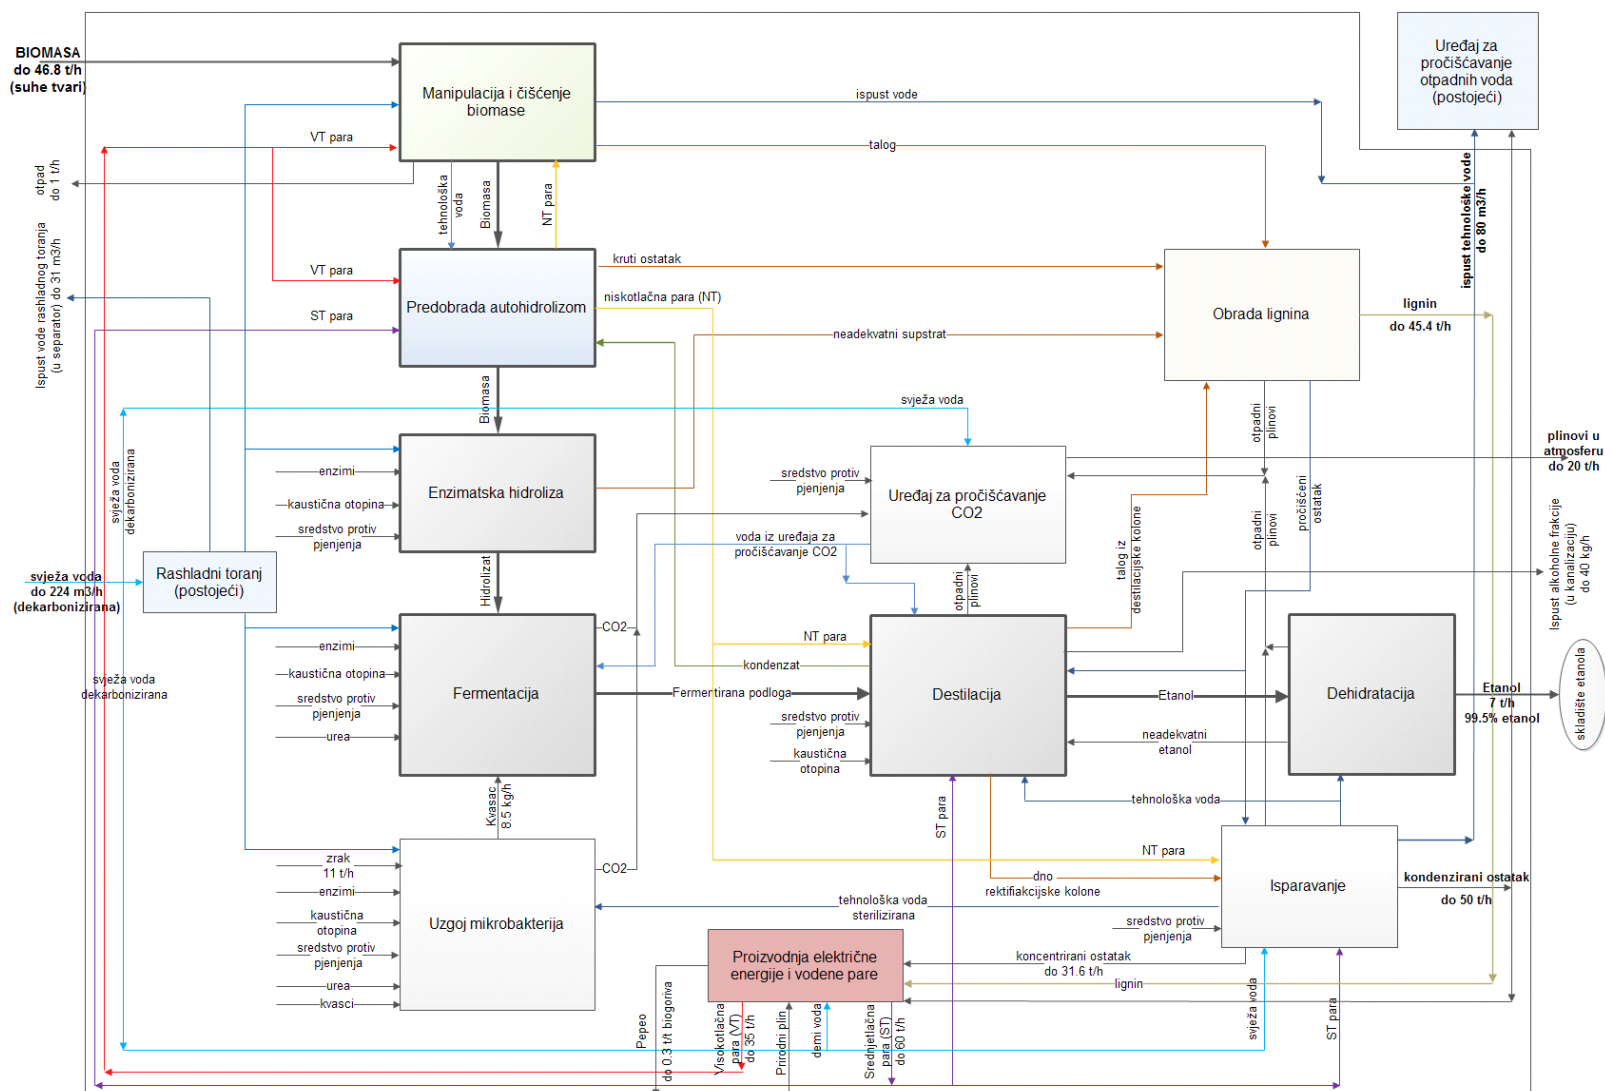 BIOMASA
do 46.8 t/h
(suhe tvari)
Manipulacija i čišćenje
biomase
ispust vode
Uređaj za
pročišćavanje
otpadnih voda
(postojeći)
VT para
talog
otpad
do 1 t/h
tehnološka
voda
Biomasa
NT para
ispust tehnološke vode
do 80 m3/h
Ispust vode rashladnog toranja
(u separator) do 31 m3/h
VT para
ST para
Predobrada autohidrolizom
kruti ostatak
niskotlačna para (NT)
neadekvatni supstrat
Obrada lignina
lignin
do 45.4 t/h
Biomasa
svježa voda
otpadni
plinovi
pročišćeni
ostatak
plinovi u
atmosferu
do 20 t/h
svježa voda
dekarbonizirana
enzimi
kaustična otopina
sredstvo protiv
pjenjenja
Enzimatska hidroliza
sredstvo protiv
pjenjenja
Uređaj za pročišćavanje
CO2
voda iz uređaja za
pročišćavanje CO2
talog iz
destilacijske kolone
otpadni
plinovi
Ispust alkoholne frakcije
(u kanalizaciju)
do 40 kg/h
svježa voda
do 224 m3/h
(dekarbonizirana)
Rashladni toranj
(postojeći)
Hidrolizat
otpadni
plinovi
CO2
enzimi
kaustična otopina
sredstvo protiv
pjenjenja
urea
svježa voda
dekarbonizirana
Fermentacija
NT para
kondenzat
Fermentirana podloga
sredstvo protiv
pjenjenja
kaustična
otopina
Destilacija
Etanol
neadekvatni
etanol
Dehidratacija
Etanol
7 t/h
99.5% etanol
skladište etanola
Kvasac
8.5 kg/h
ST para
tehnološka voda
zrak
11 t/h
enzimi
kaustična
otopina
sredstvo protiv
pjenjenja
urea
kvasci
Uzgoj mikrobakterija
CO2
NT para
dno
rektifiakcijske kolone
tehnološka voda
sterilizirana
sredstvo protiv
pjenjenja
Isparavanje
kondenzirani ostatak
do 50 t/h
Proizvodnja električne
energije i vodene pare
koncentrirani ostatak
do 31.6 t/h
lignin
Pepeo
do 0.3 t/t biogoriva
Visokotlačna
para (VT)
do 35 t/h
Prirodni plin
demi voda
Srednjetlačna
para (ST)
do 60 t/h
svježa voda
ST para